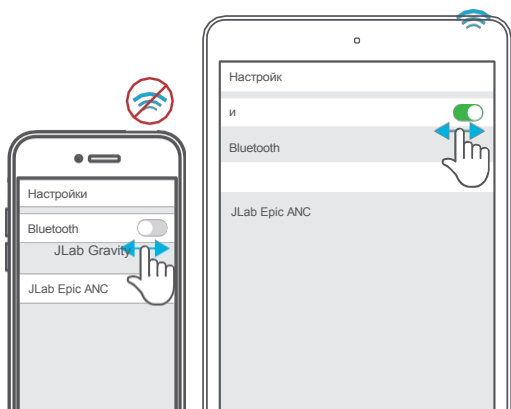 Настройки
Bluetooth
JLab Gravity
JLab Epic ANC
Настройк
и
Bluetooth
JLab Epic ANC